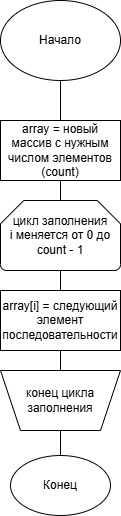 Начало
array = новый
массив с нужным
числом элементов
(count)
цикл заполнения
i меняется от 0 до
count - 1
array[i] = следующий
элемент
последовательности
конец цикла
заполнения
Конец